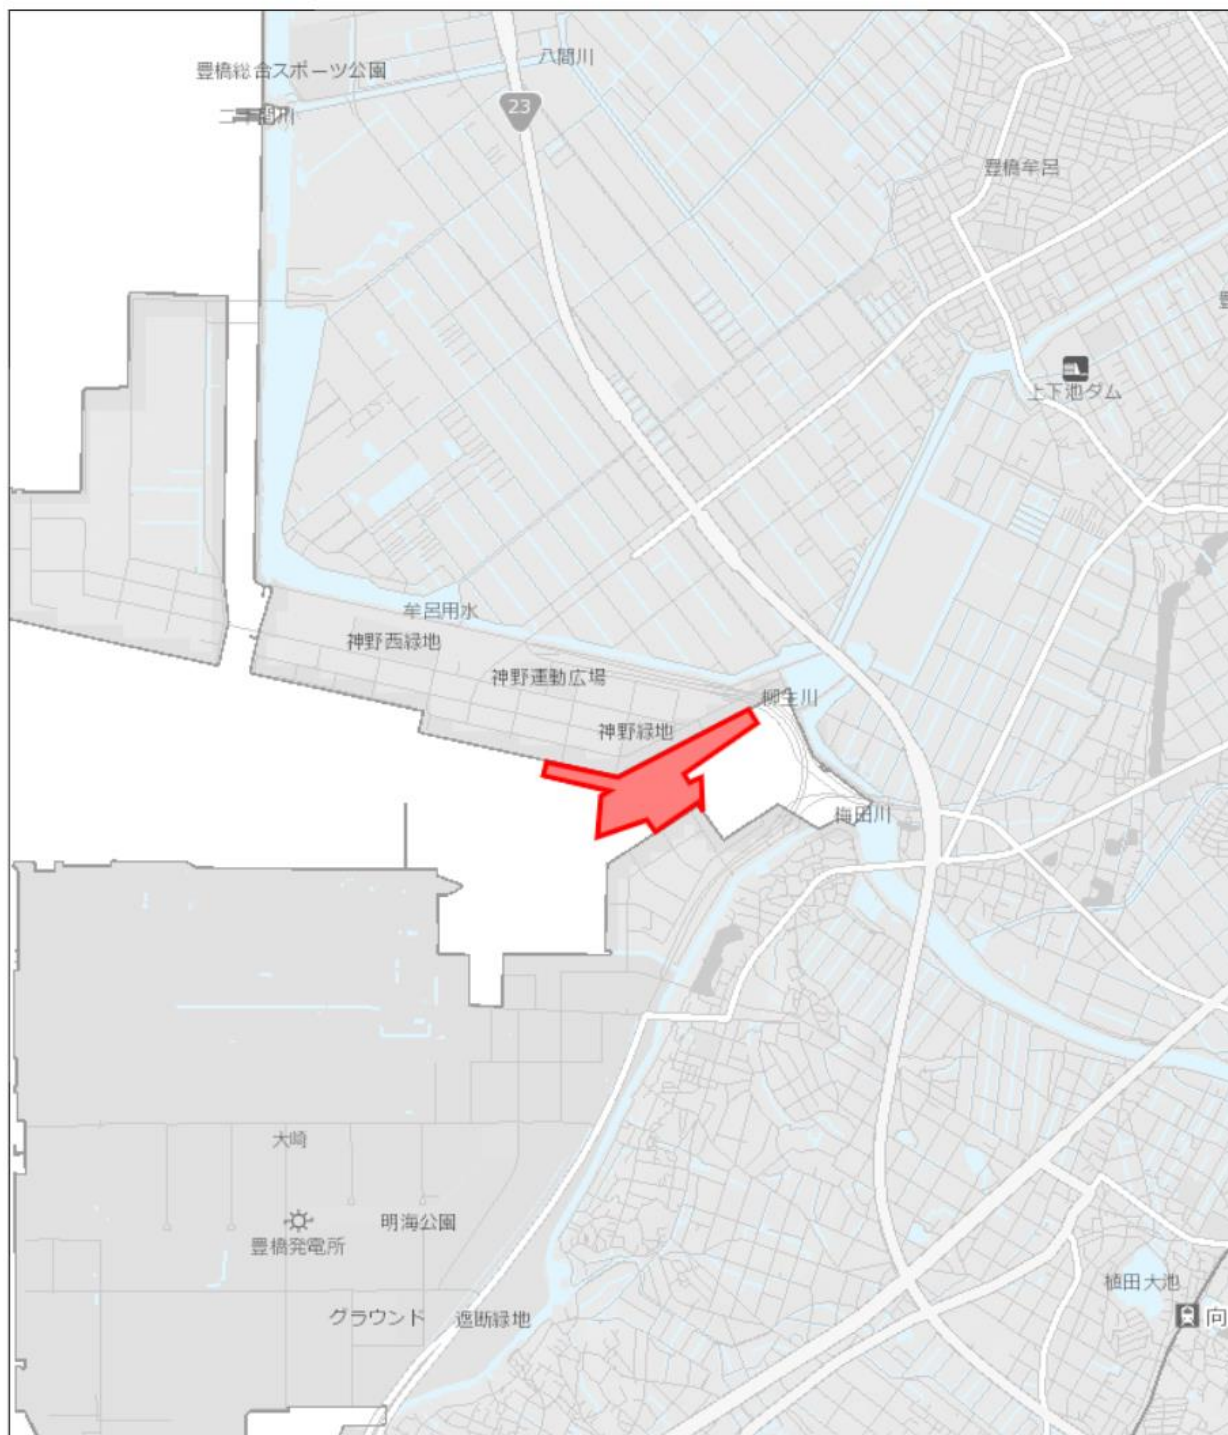 八間川
豊橋総合スポーツ公園
23
二十間川
豊橋牟呂
豊
上下池ダム
牟呂用水
神野西緑地
神野運動広場
柳生川
神野緑地
梅田川
大崎
明海公園
豊橋発電所
植田大池
グラウンド
遮断緑地
向